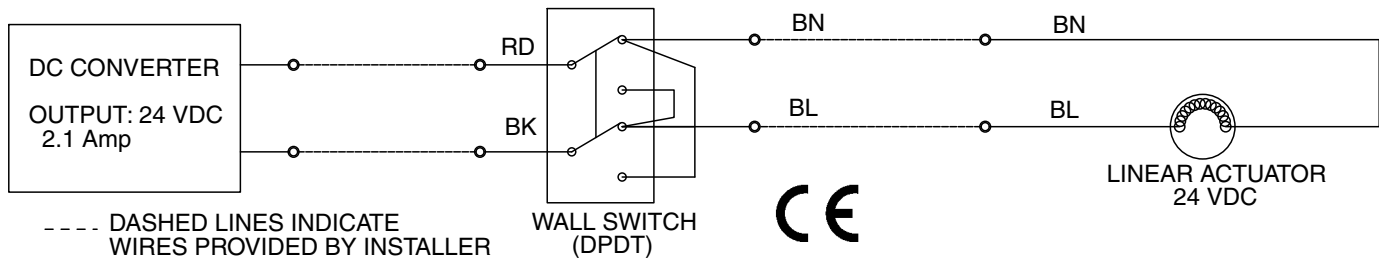 DC CONVERTER
OUTPUT: 24 VDC
2.1 Amp
RD
BK
BN
BL
BN
BL
LINEAR ACTUATOR
24 VDC
WALL SWITCH
(DPDT)
---- DASHED LINES INDICATE
WIRES PROVIDED BY INSTALLER
CE